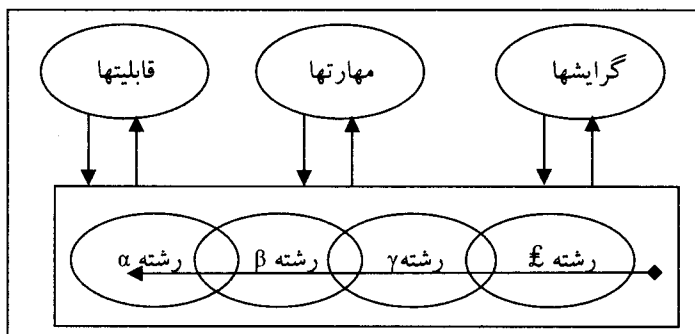 گرایشها
مهارتها
قابلیتها
رشته £
رشته γ
رشته β
رشته α